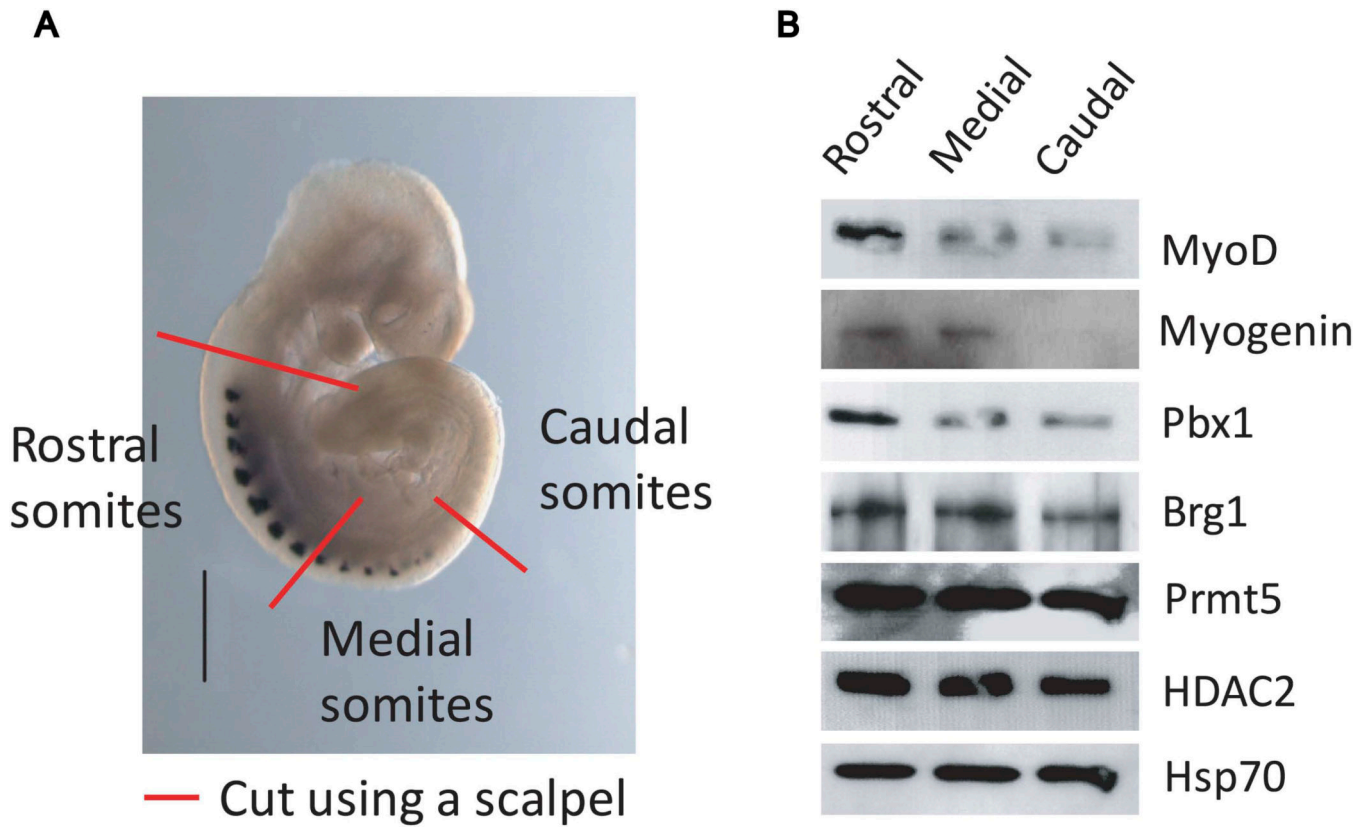 A
Rostral
somites
Caudal
somites
Medial
somites
Cut using a scalpel
B
Rostral
Medial
Caudal
MyoD
Myogenin
Pbx1
Brg1
Prmt5
HDAC2
Hsp70